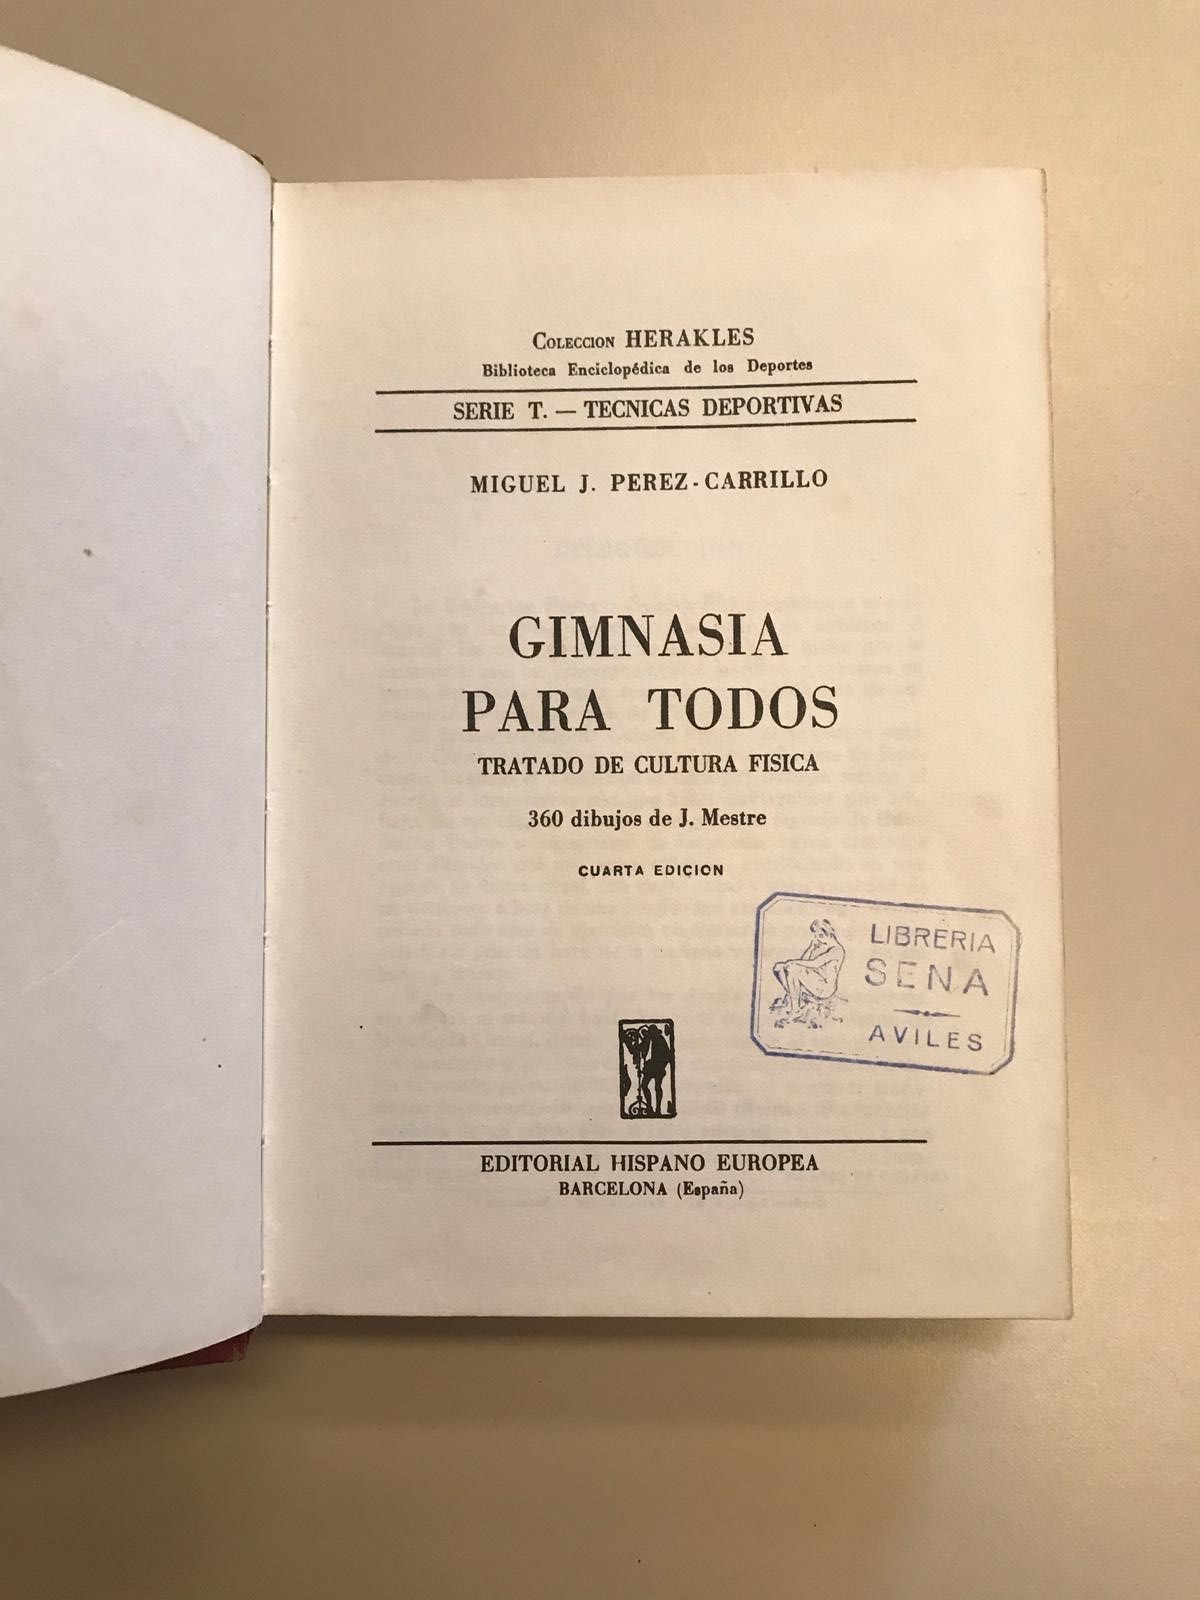 COLECCION HERAKLES
Biblioteca Enciclopédica de los Deportes
SERIE T. — TECNICAS DEPORTIVAS
MIGUEL J. PEREZ-CARRILLO
GIMNASIA
PARA TODOS
TRATADO DE CULTURA FISICA
360 dibujos de J. Mestre
CUARTA EDICION
LIBRERIA
SENA
AVILES
EDITORIAL HISPANO EUROPEA
BARCELONA (España)